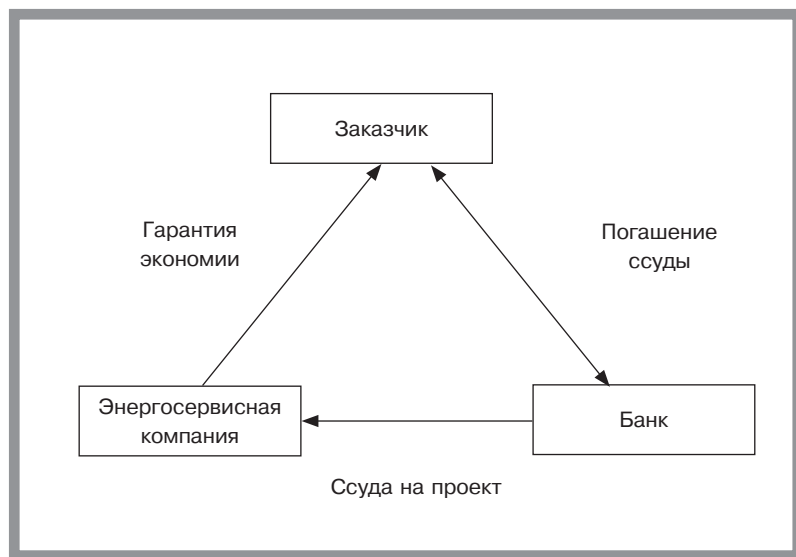 Заказчик
Гарантия
экономии
Погашение
ссуды
Энергосервисная
компания
Банк
Ссуда на проект